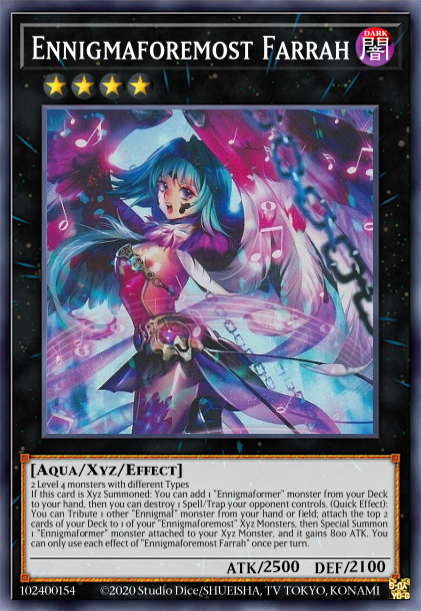 ENNIGMAFOREMOST FARRAH
DARK
闇
[AQUA/XYZ/EFFECT]
2 Level 4 monsters with different Types
If this card is Xyz Summoned: You can add 1 "Ennigmaformer" monster from your Deck
to your hand, then you can destroy 1 Spell/Trap your opponent controls. (Quick Effect):
You can Tribute 1 other "Ennigmaf" monster from your hand or field; attach the top 2
cards of your Deck to 1 of your "Ennigmaforemost" Xyz Monsters, then Special Summon
1 "Ennigmaformer" monster attached to your Xyz Monster, and it gains 800 ATK. You
can only use each effect of "Ennigmaforemost Farrah" once per turn.
ATK/2500 DEF/2100
102400154 ©2020 Studio Dice/SHUEISHA, TV TOKYO, KONAMI